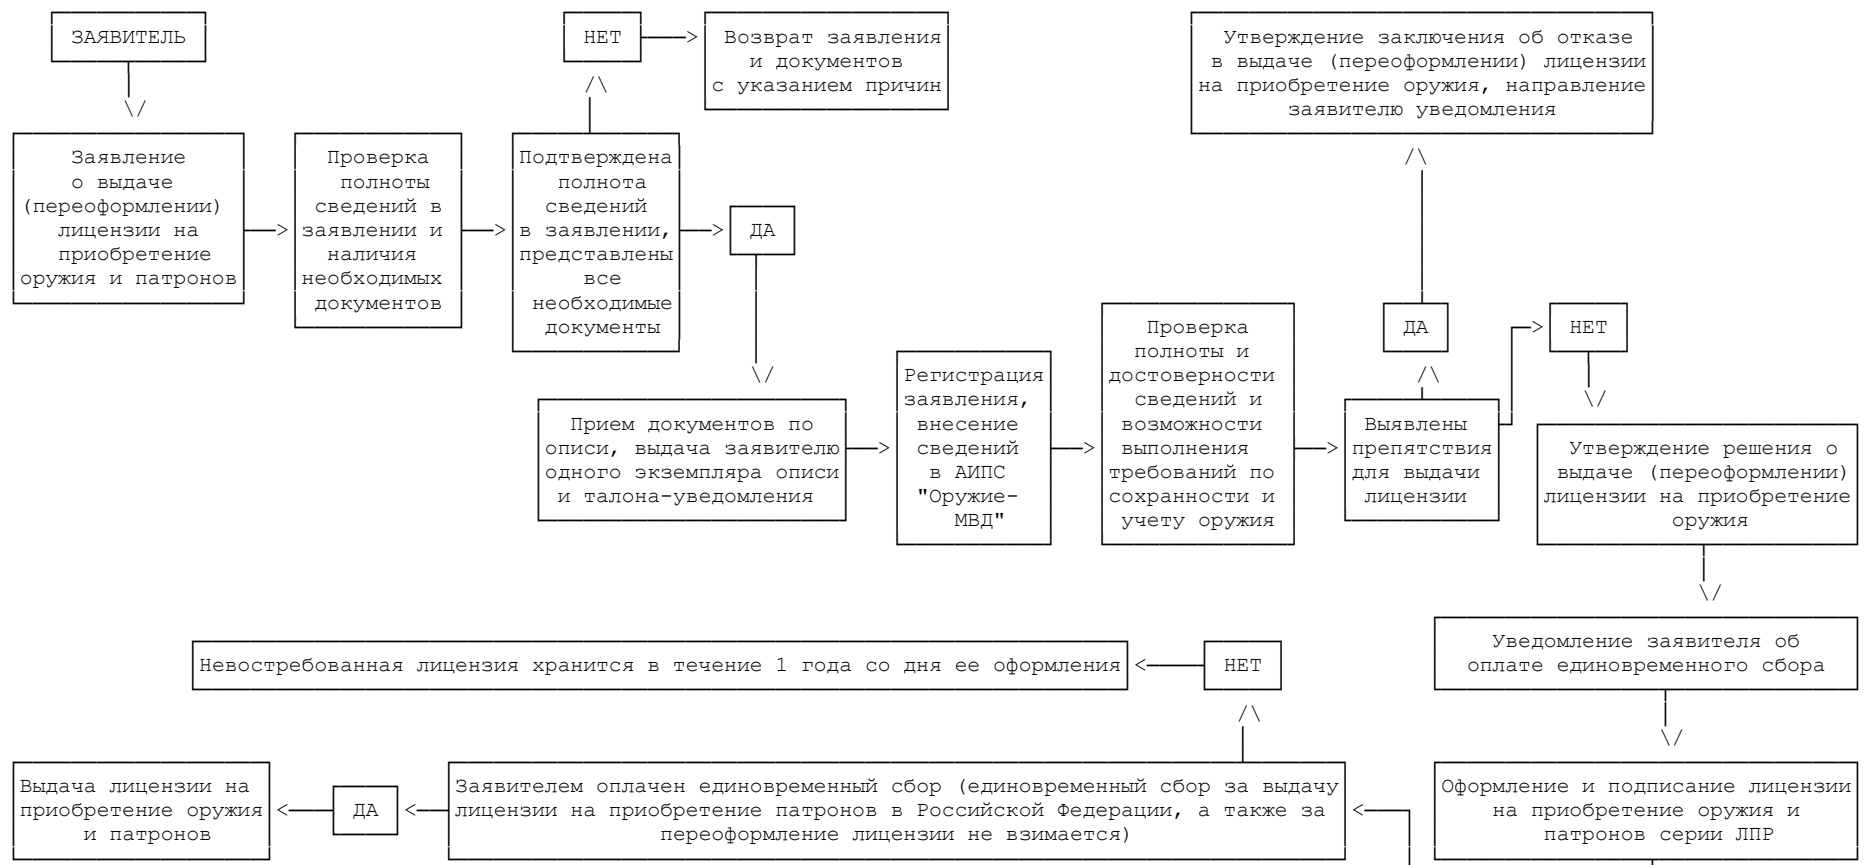 ЗАЯВИТЕЛЬ
НЕТ
Возврат заявления
и документов
с указанием причин
Утверждение заключения об отказе
в выдаче (переоформлении) лицензии
на приобретение оружия, направление
заявителю уведомления
Заявление
о выдаче
(переоформлении)
лицензии на
приобретение
оружия и патронов
Проверка
полноты
сведений в
заявлении и
наличия
необходимых
документов
Подтверждена
полнота
сведений
в заявлении,
представлены
все
необходимые
документы
ДА
Прием документов по
описи, выдача заявителю
одного экземпляра описи
и талона-уведомления
Регистрация
заявления,
внесение
сведений
в АИПС
"Оружие-
МВД"
Проверка
полноты и
достоверности
сведений и
возможности
выполнения
требований по
сохранности и
учету оружия
ДА
НЕТ
Выявлены
препятствия
для выдачи
лицензии
Утверждение решения о
выдаче (переоформлении)
лицензии на приобретение
оружия
Уведомление заявителя об
оплате единовременного сбора
НЕТ
Невостребованная лицензия хранится в течение 1 года со дня ее оформления
Выдача лицензии на
приобретение оружия
и патронов
ДА
Заявителем оплачен единовременный сбор (единовременный сбор за выдачу
лицензии на приобретение патронов в Российской Федерации, а также за
переоформление лицензии не взимается)
Оформление и подписание лицензии
на приобретение оружия и
патронов серии ЛПР